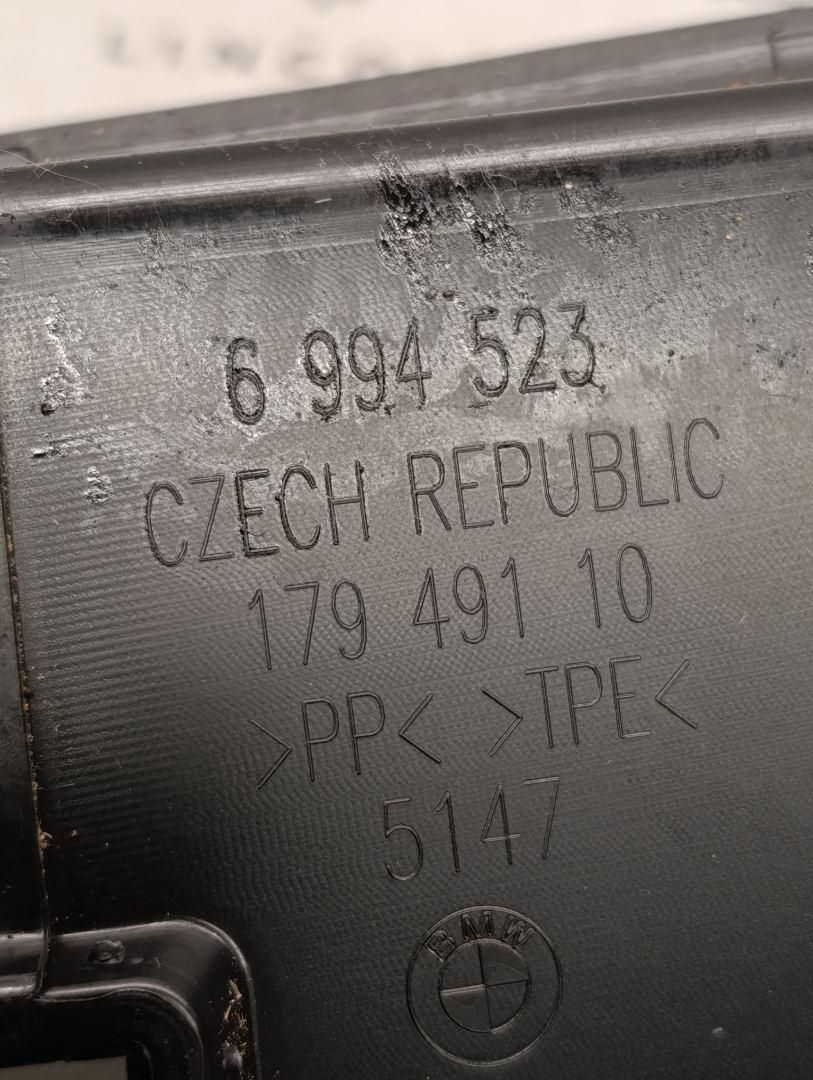 6 994 523
CZECH REPUBLIC
179 491 10
>PP< >TPE<
5147
BMW